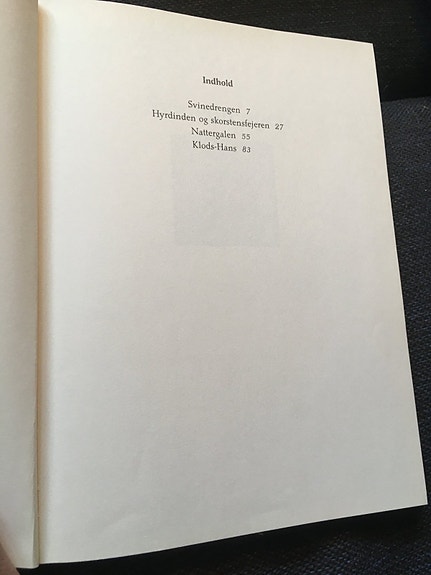 Indhold
Svinedrengen 7
Hyrdinden og skorstensfejeren 27
Nattergalen 55
Klods-Hans 83